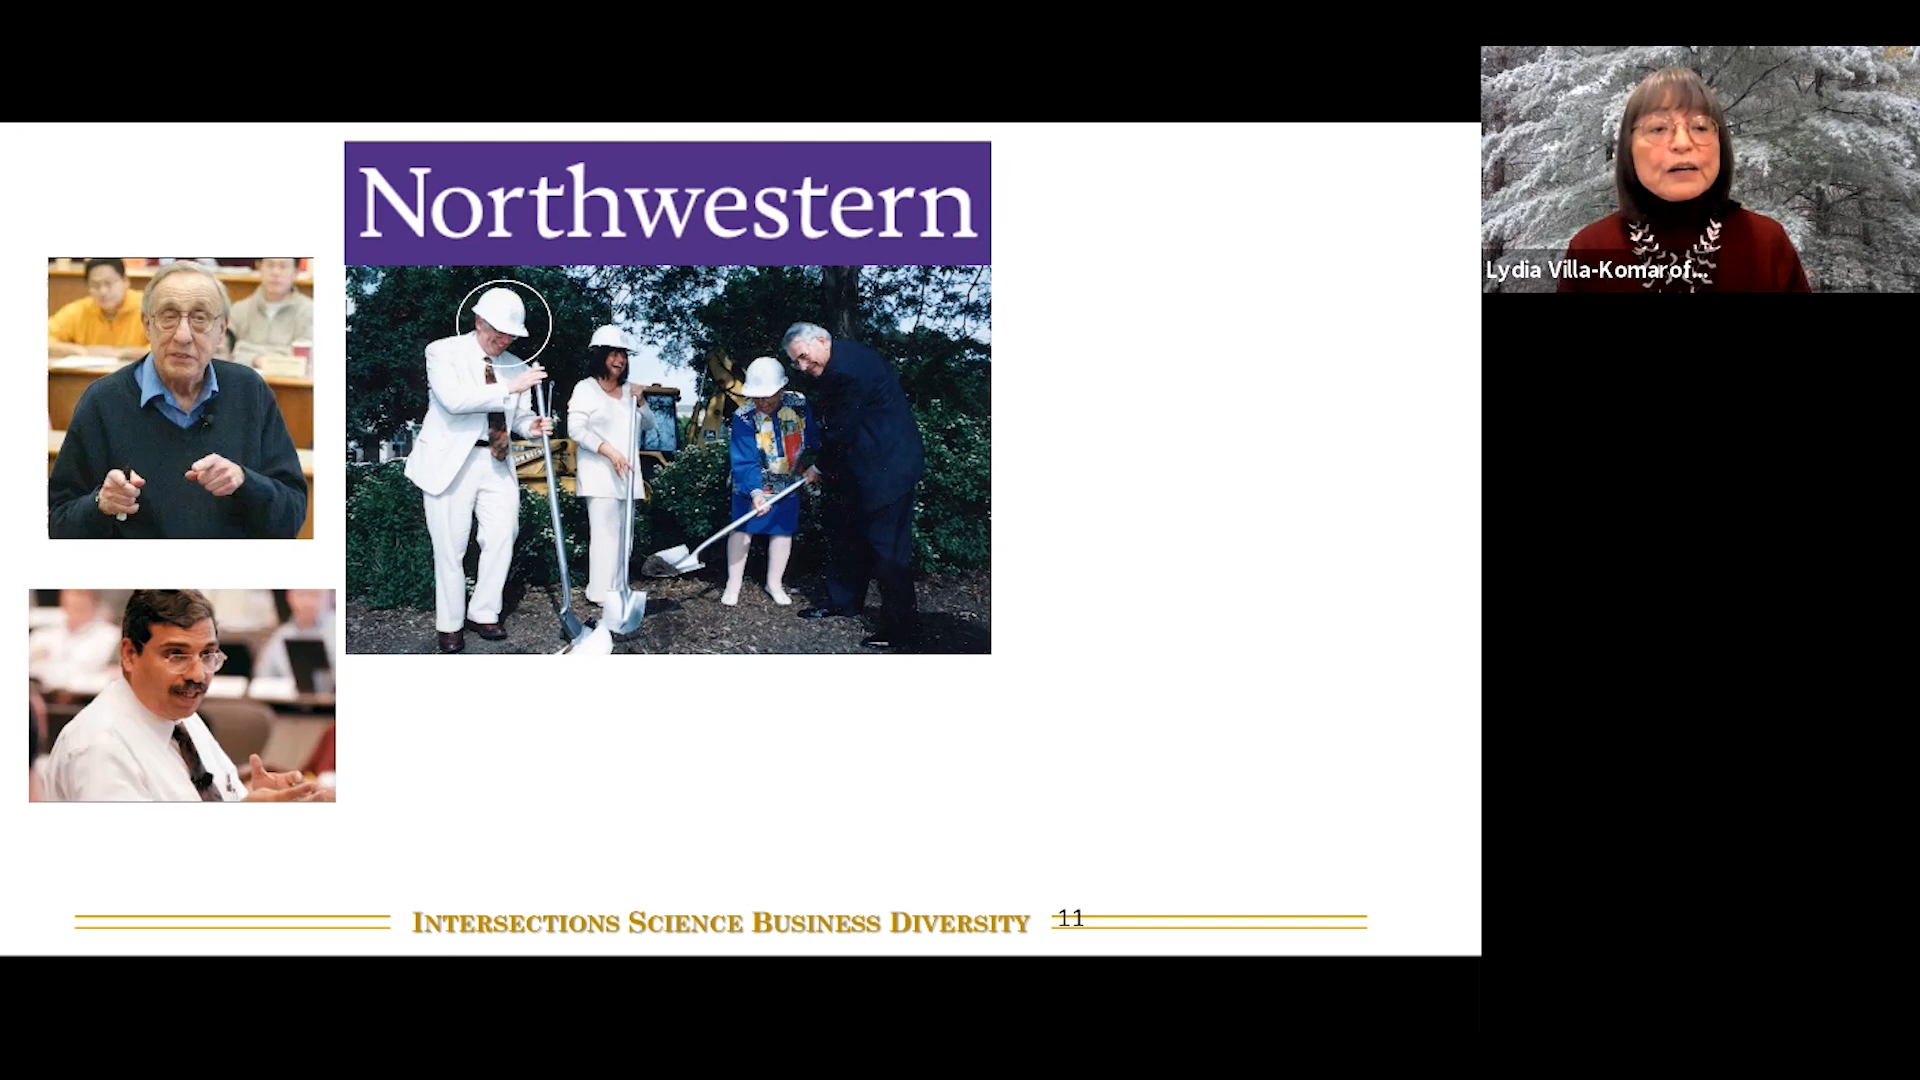 Northwestern
Lydia Villa-Komarof...
INTERSECTIONS SCIENCE BUSINESS DIVERSITY 11